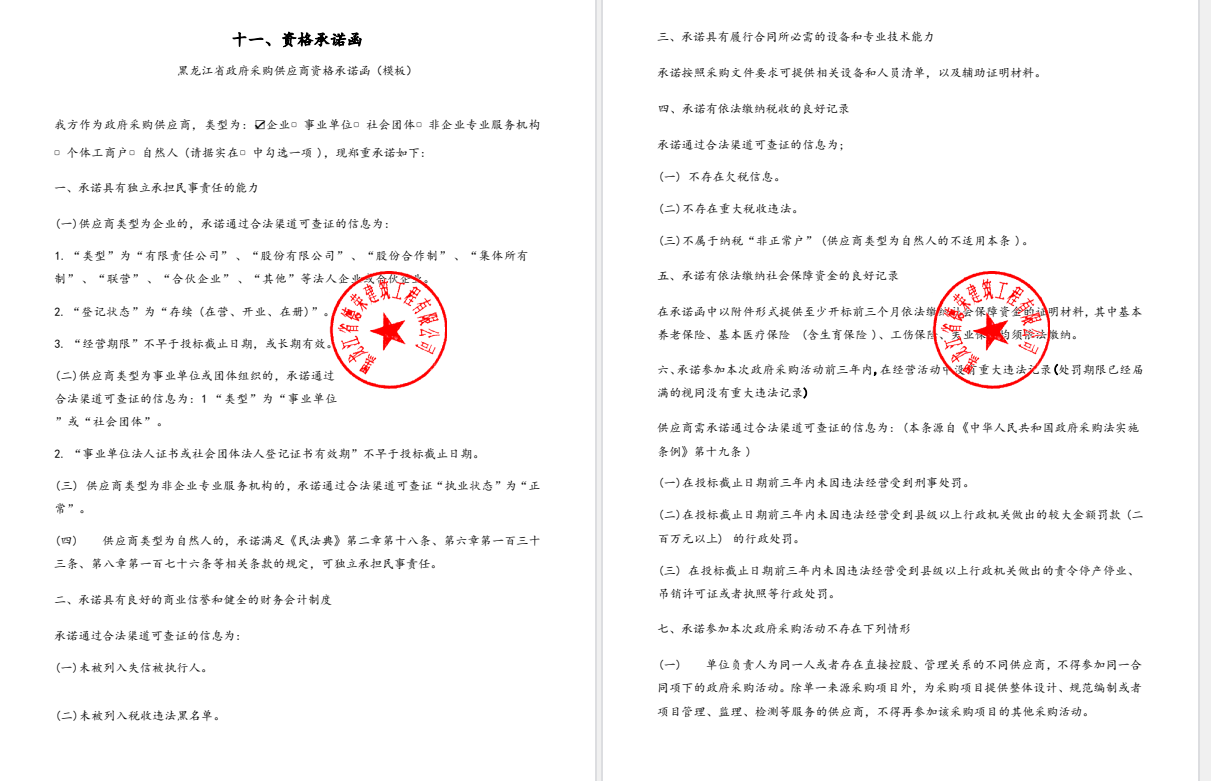 十一、资格承诺函
黑龙江省政府采购供应商资格承诺函（模板）
我方作为政府采购供应商，类型为：☑企业□ 事业单位□ 社会团体□ 非企业专业服务机构
□ 个体工商户□ 自然人（请据实在□ 中勾选一项 ），现郑重承诺如下：
一、承诺具有独立承担民事责任的能力
(一)供应商类型为企业的，承诺通过合法渠道可查证的信息为：
1. “类型”为“有限责任公司” 、“股份有限公司” 、“股份合作制” 、“集体所有
制” 、“联营” 、“合伙企业” 、“其他”等法人企业或合伙企业。
2. “登记状态”为“存续（在营、开业、在册）”。
3. “经营期限”不早于投标截止日期，或长期有效。
(二)供应商类型为事业单位或团体组织的，承诺通过
合法渠道可查证的信息为：1 “类型”为“事业单位
”或“社会团体”。
2. “事业单位法人证书或社会团体法人登记证书有效期”不早于投标截止日期。
(三) 供应商类型为非企业专业服务机构的，承诺通过合法渠道可查证“执业状态”为“正
常”。
(四) 供应商类型为自然人的，承诺满足《民法典》第二章第十八条、第六章第一百三十
三条、第八章第一百七十六条等相关条款的规定，可独立承担民事责任。
二、承诺具有良好的商业信誉和健全的财务会计制度
承诺通过合法渠道可查证的信息为：
(一)未被列入失信被执行人。
(二)未被列入税收违法黑名单。
龙江省德荣建筑工程有限公司
三、承诺具有履行合同所必需的设备和专业技术能力
承诺按照采购文件要求可提供相关设备和人员清单，以及辅助证明材料。
四、承诺有依法缴纳税收的良好记录
承诺通过合法渠道可查证的信息为；
(一) 不存在欠税信息。
(二)不存在重大税收违法。
(三)不属于纳税“非正常户”（供应商类型为自然人的不适用本条 ）。
五、承诺有依法缴纳社会保障资金的良好记录
在承诺函中以附件形式提供至少开标前三个月依法缴纳社会保障资金的证明材料，其中基本
养老保险、基本医疗保险 （含生育保险 ）、工伤保险、失业保险均须依法缴纳。
六、承诺参加本次政府采购活动前三年内,在经营活动中没有重大违法记录(处罚期限已经届
满的视同没有重大违法记录)
供应商需承诺通过合法渠道可查证的信息为：（本条源自《中华人民共和国政府采购法实施
条例》第十九条 ）
(一)在投标截止日期前三年内未因违法经营受到刑事处罚。
(二)在投标截止日期前三年内未因违法经营受到县级以上行政机关做出的较大金额罚款（二
百万元以上） 的行政处罚。
(三) 在投标截止日期前三年内未因违法经营受到县级以上行政机关做出的责令停产停业、
吊销许可证或者执照等行政处罚。
七、承诺参加本次政府采购活动不存在下列情形
(一) 单位负责人为同一人或者存在直接控股、管理关系的不同供应商，不得参加同一合
同项下的政府采购活动。除单一来源采购项目外，为采购项目提供整体设计、规范编制或者
项目管理、监理、检测等服务的供应商，不得再参加该采购项目的其他采购活动。
龙江省德荣建筑工程有限公司